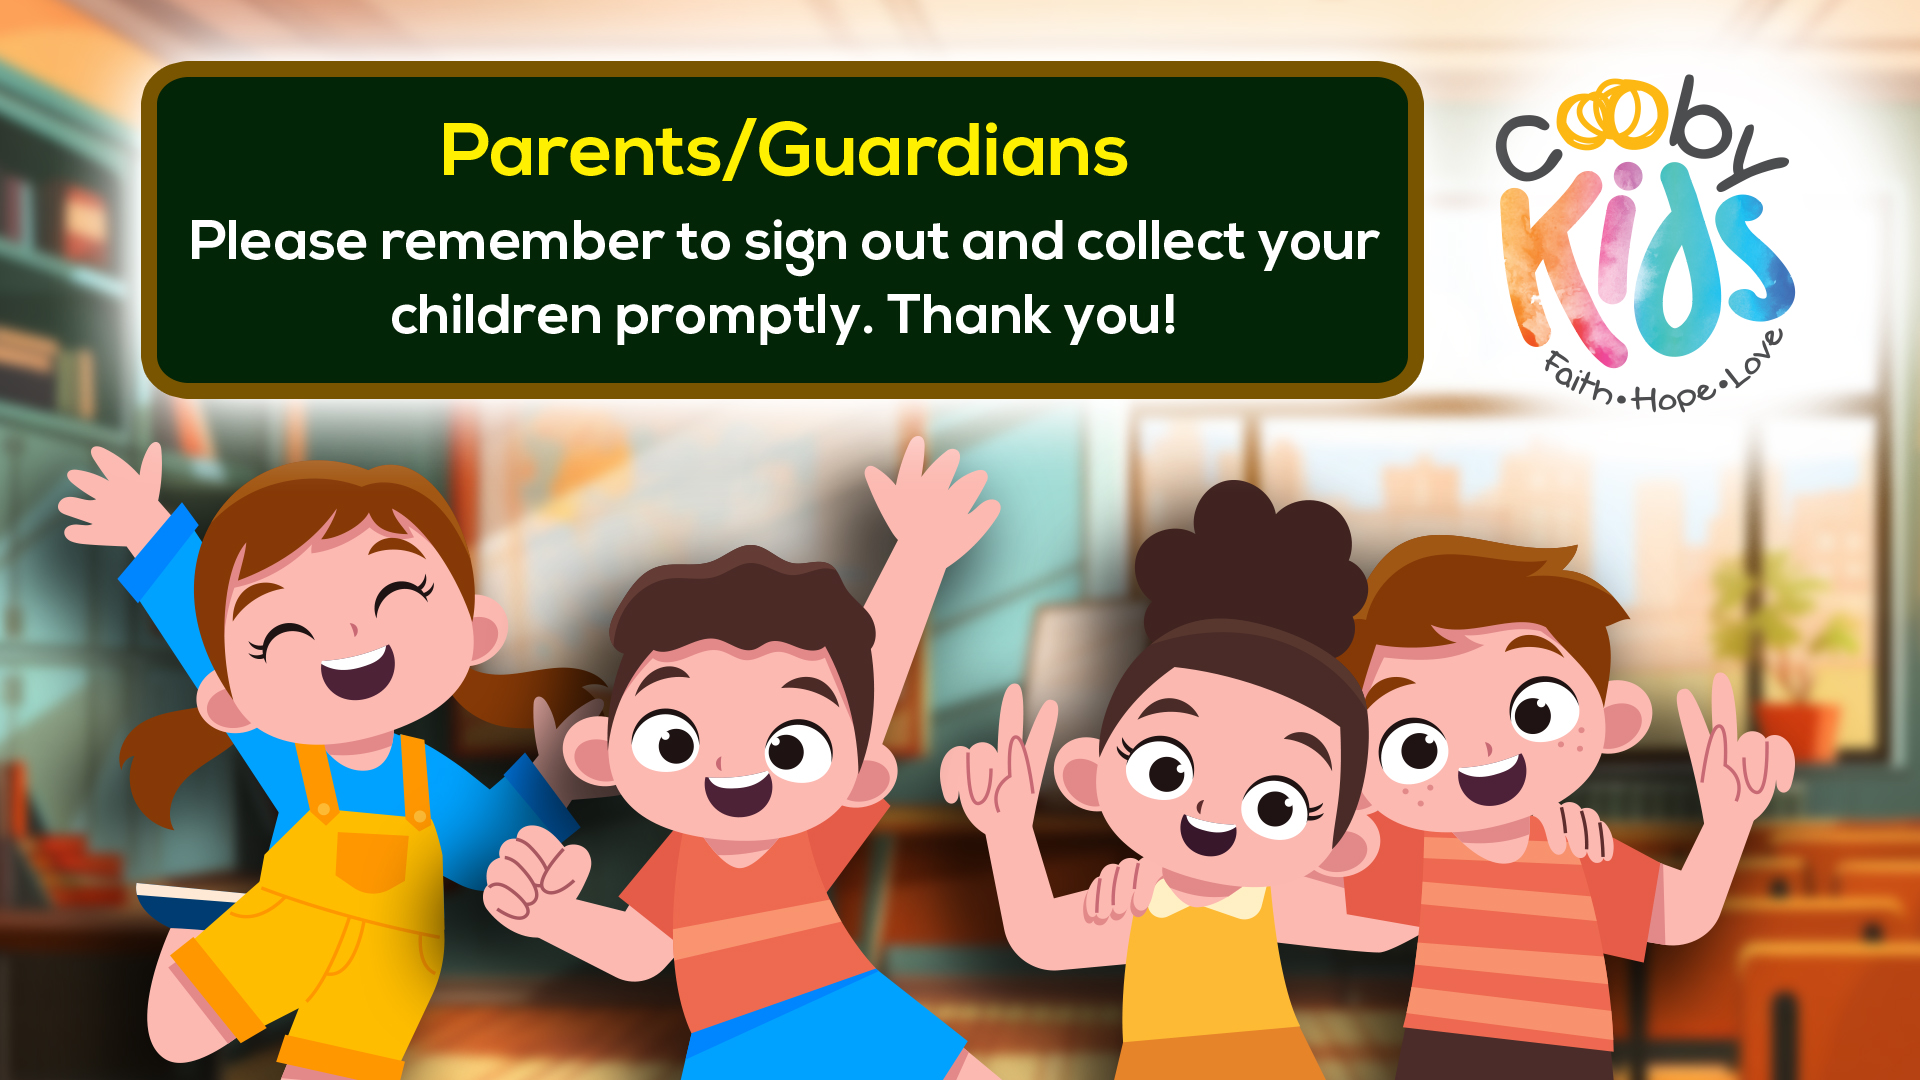 Parents/Guardians
Please remember to sign out and collect your
children promptly. Thank you!
cooby
Kids
Faith • Hope • Love